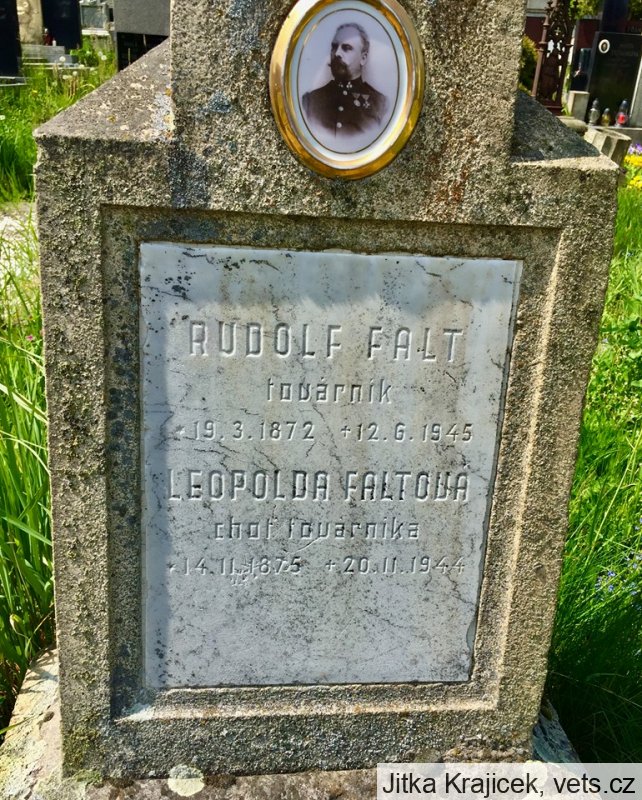 RUDOLF FALT
továrník
*19.3.1872 +12.6.1945
LEOPOLDA FALTOVA
choť továrníka
*14.11.1875 +20.11.1944
Jitka Krajicek, vets.cz